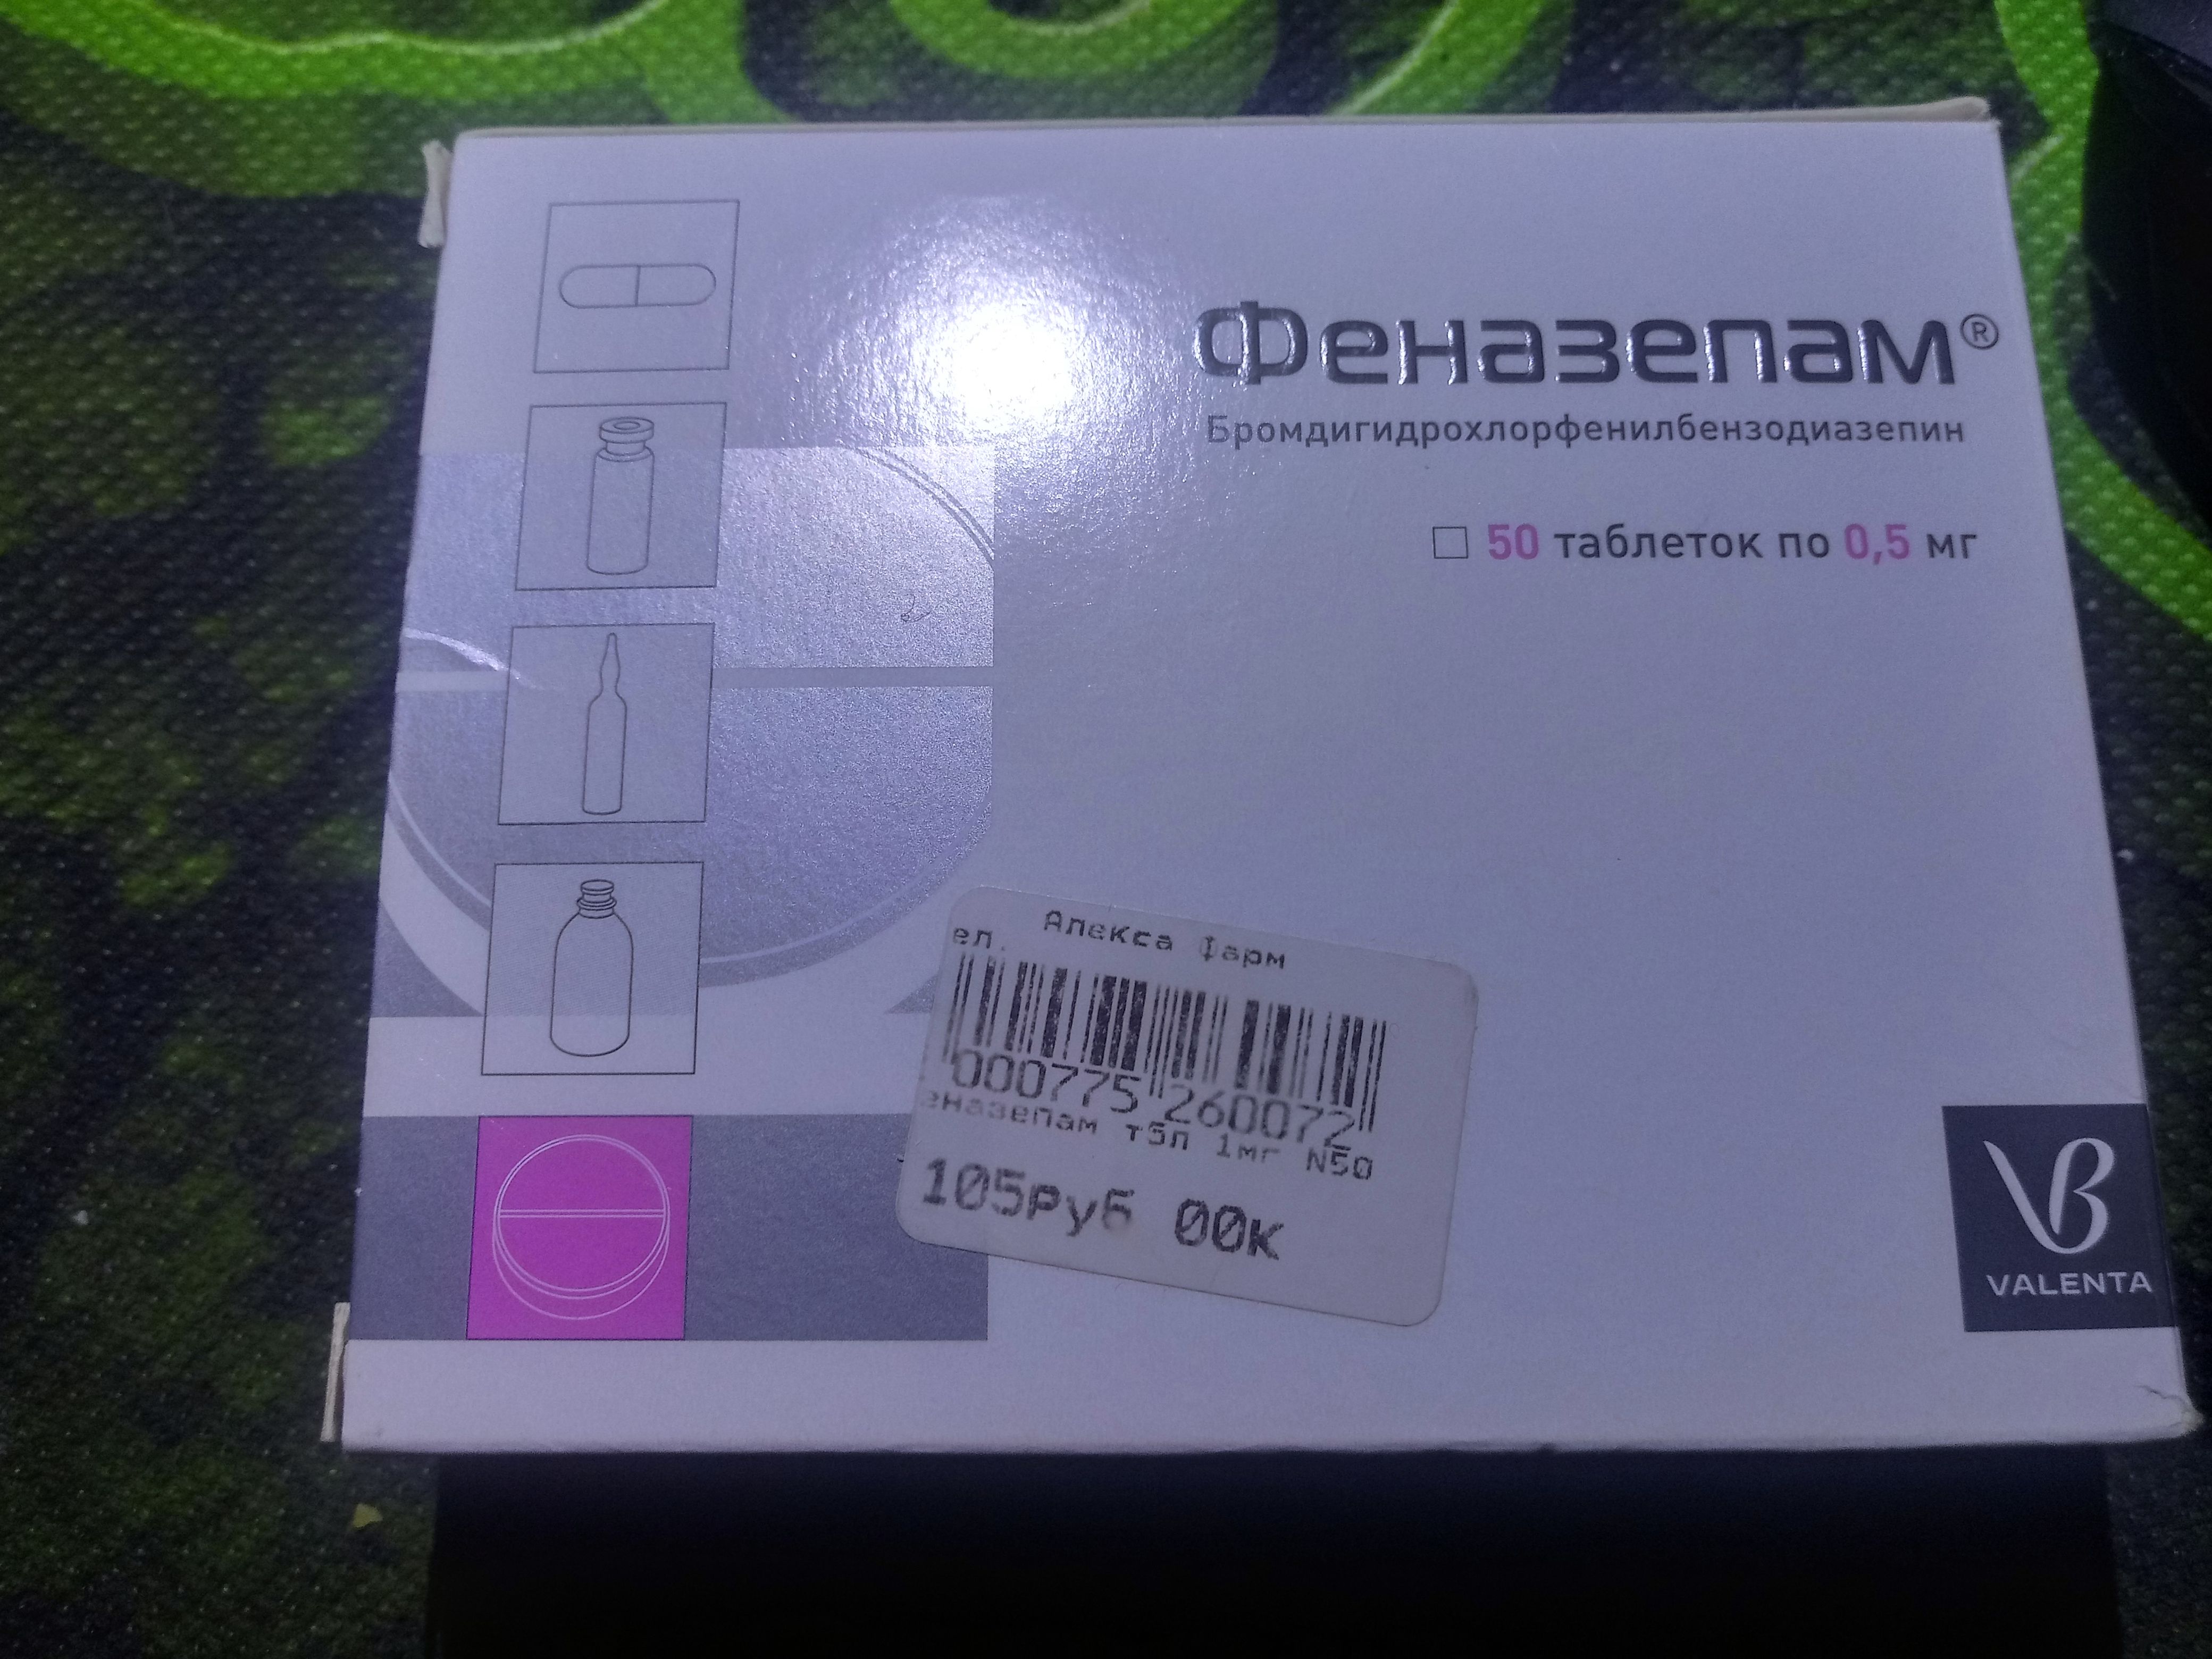 Феназепам®
Бромдигидрохлорфенилбензодиазепин
50 таблеток по 0,5 мг
Алекса Фарм
ел.
000775 260072
еназепам тбл 1мг N50
105руб 00к
VALENTA